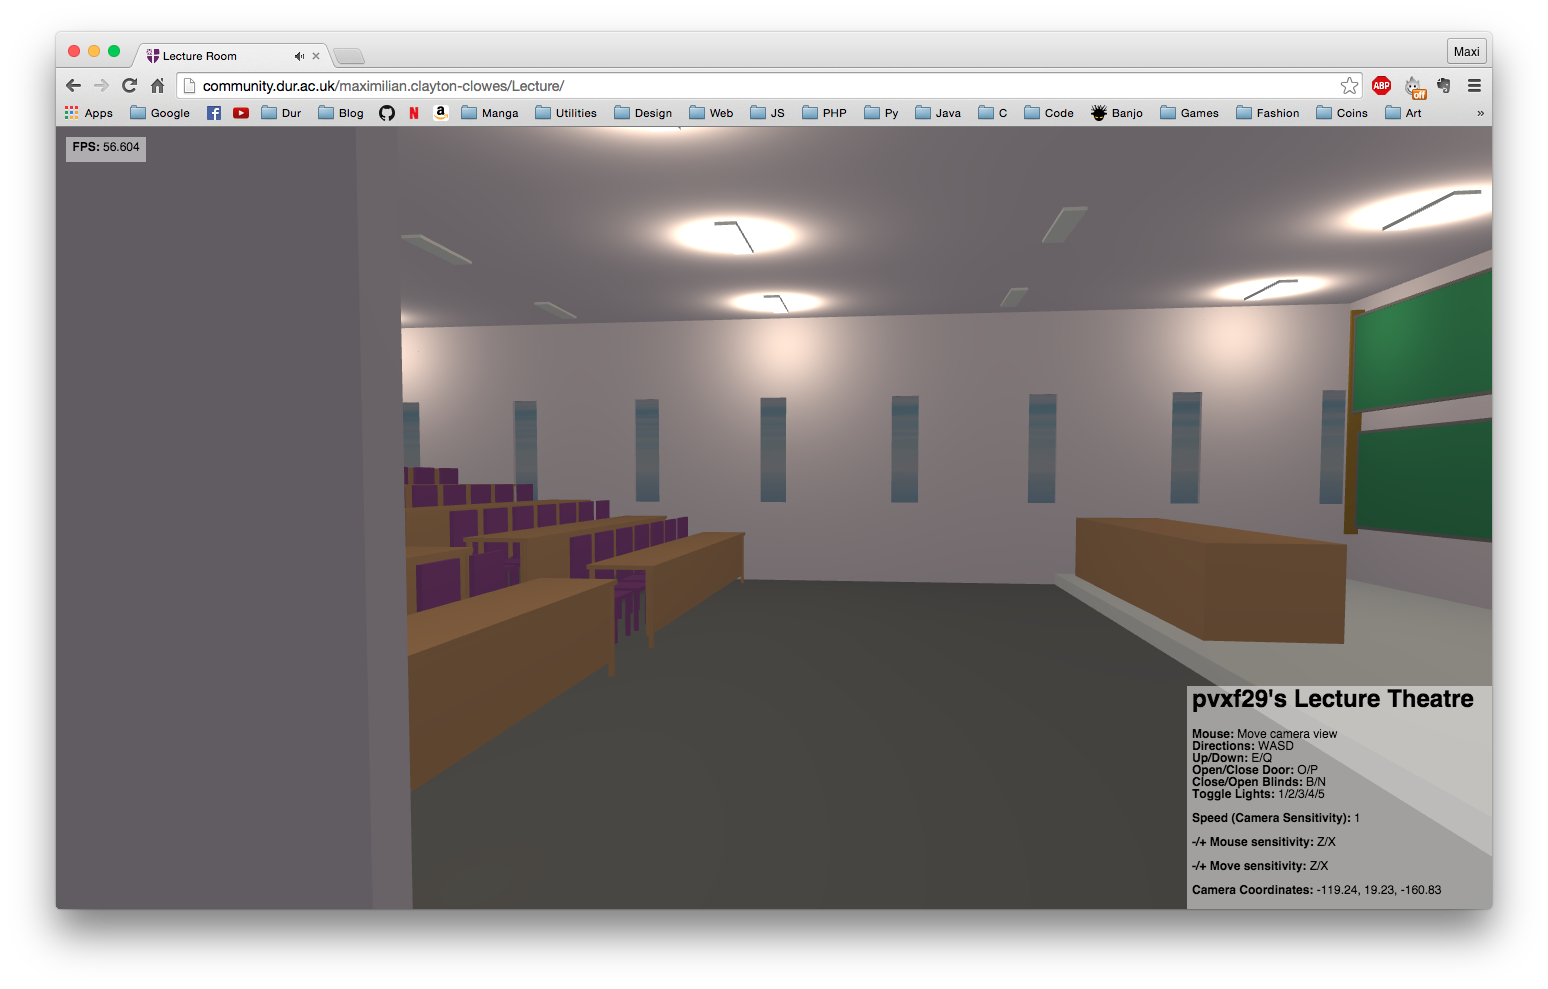 Lecture Room
Maxi
community.dur.ac.uk/maximilian.clayton-clowes/Lecture/
ABP
off
Apps Google Dur Blog N a Manga Utilities Design Web JS PHP Py Java C Code Banjo Games Fashion Coins Art »
FPS: 56.604
pvxf29's Lecture Theatre
Mouse: Move camera view
Directions: WASD
Up/Down: E/Q
Open/Close Door: O/P
Close/Open Blinds: B/N
Toggle Lights: 1/2/3/4/5
Speed (Camera Sensitivity): 1
-/+ Mouse sensitivity: Z/X
-/+ Move sensitivity: Z/X
Camera Coordinates: -119.24, 19.23, -160.83